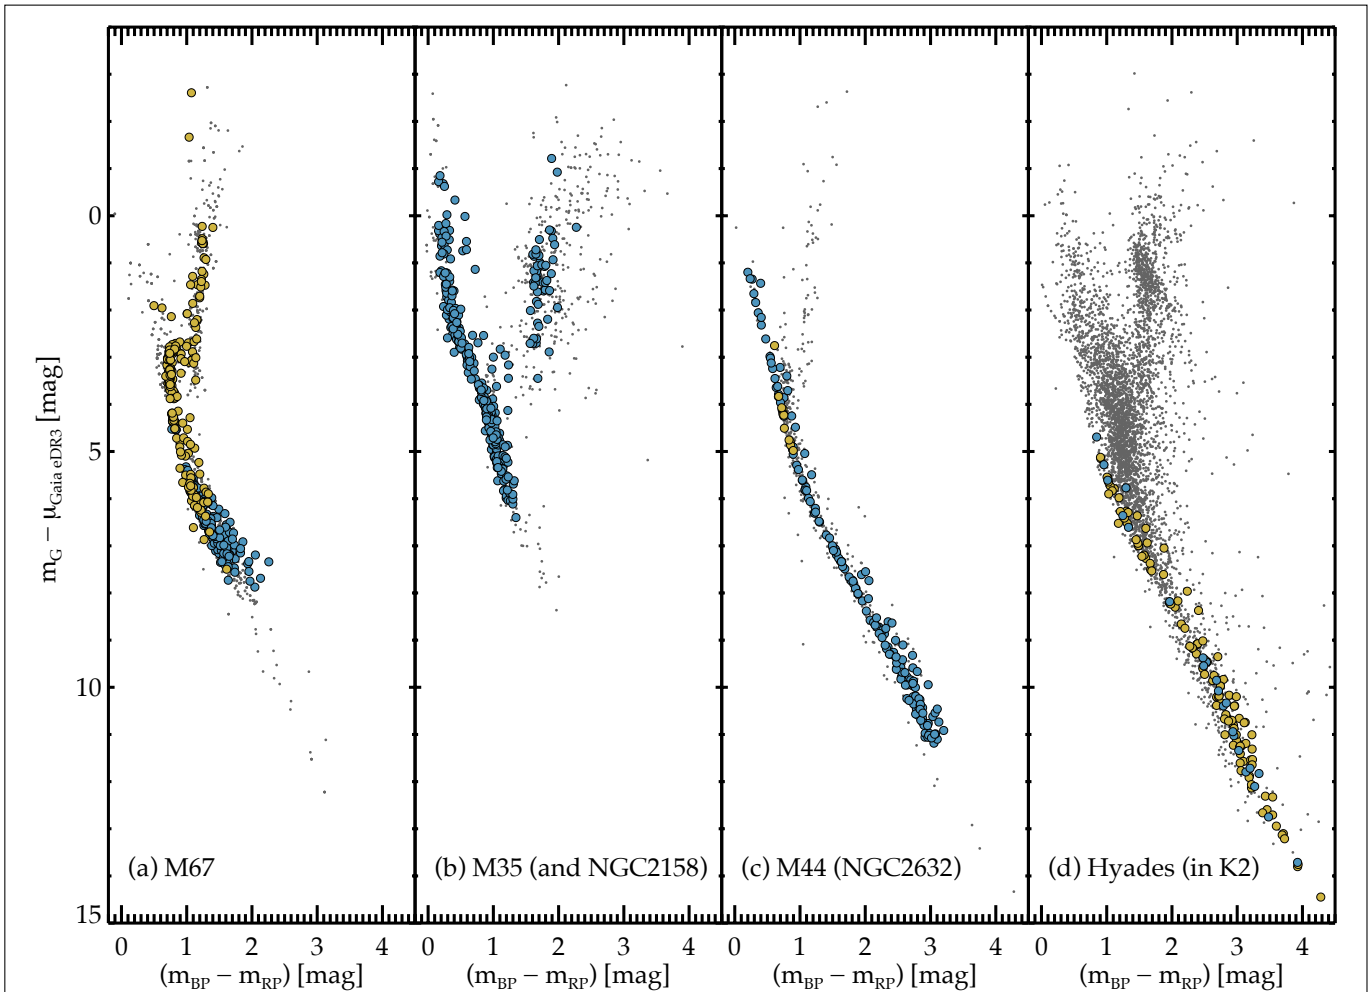 0
5
10
15
m_G − μ_Gaia eDR3 [mag]
(a) M67
(b) M35 (and NGC2158)
(c) M44 (NGC2632)
(d) Hyades (in K2)
0 1 2 3 4
0 1 2 3
0 1 2 3
0 1 2 3 4
(m_BP − m_RP) [mag]
(m_BP − m_RP) [mag]
(m_BP − m_RP) [mag]
(m_BP − m_RP) [mag]